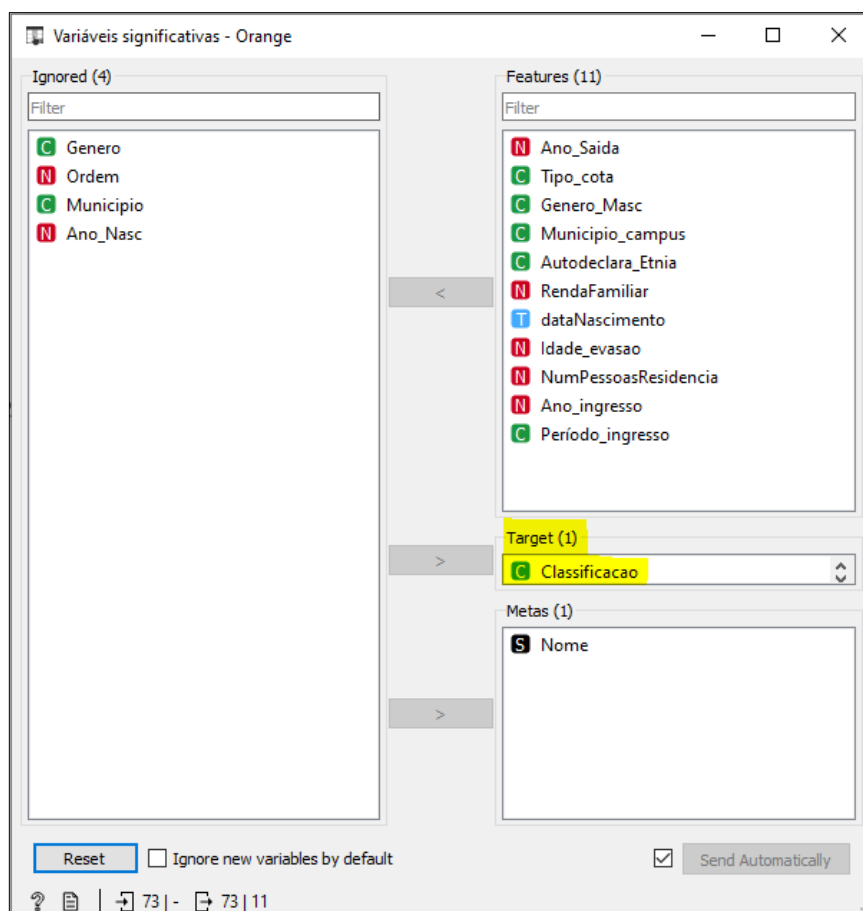 Variáveis significativas - Orange
Ignored (4)
Filter
C Genero
N Ordem
C Municipio
N Ano_Nasc
<
>
>
Features (11)
Filter
N Ano_Saida
C Tipo_cota
C Genero_Masc
C Municipio_campus
C Autodeclara_Etnia
N RendaFamiliar
T dataNascimento
N Idade_evasao
N NumPessoasResidencia
N Ano_ingresso
C Período_ingresso
Target (1)
C Classificacao
Metas (1)
S Nome
Reset Ignore new variables by default Send Automatically
? 73 | - 73 | 11